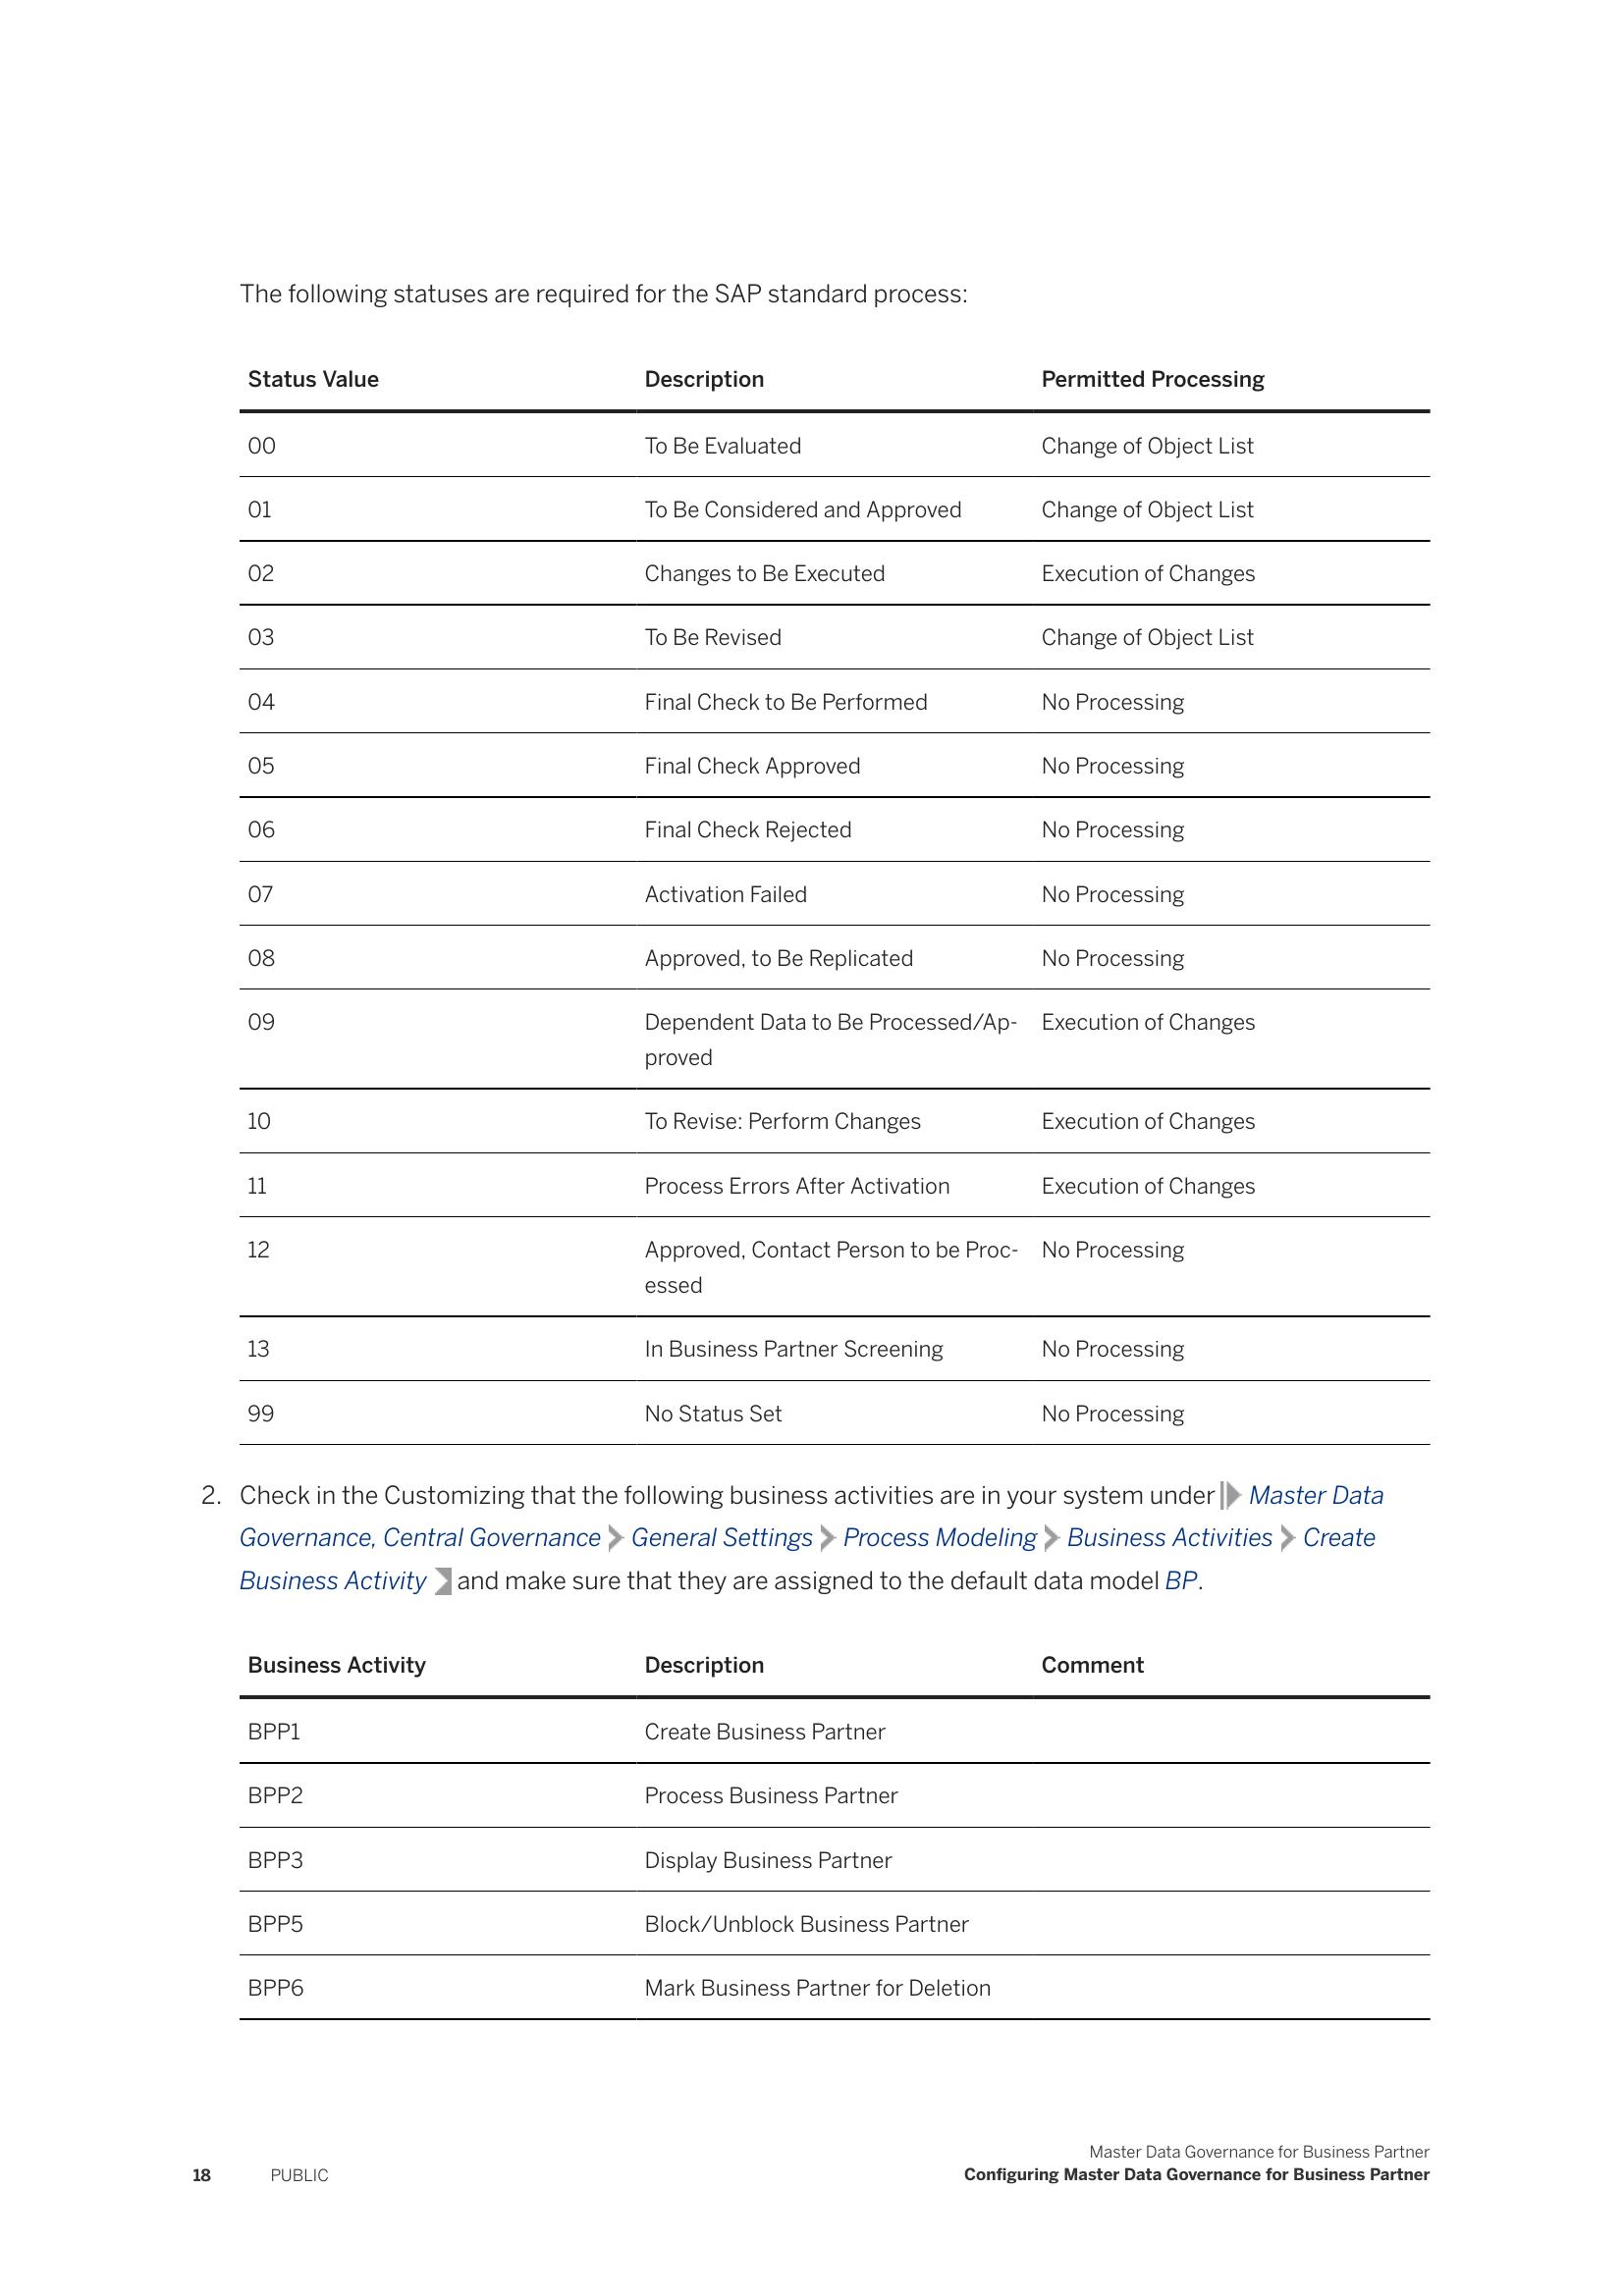 The following statuses are required for the SAP standard process:
Status Value Description Permitted Processing
00 To Be Evaluated Change of Object List
01 To Be Considered and Approved Change of Object List
02 Changes to Be Executed Execution of Changes
03 To Be Revised Change of Object List
04 Final Check to Be Performed No Processing
05 Final Check Approved No Processing
06 Final Check Rejected No Processing
07 Activation Failed No Processing
08 Approved, to Be Replicated No Processing
09 Dependent Data to Be Processed/Ap- Execution of Changes
proved
10 To Revise: Perform Changes Execution of Changes
11 Process Errors After Activation Execution of Changes
12 Approved, Contact Person to be Proc- No Processing
essed
13 In Business Partner Screening No Processing
99 No Status Set No Processing
2. Check in the Customizing that the following business activities are in your system under Master Data
Governance, Central Governance General Settings Process Modeling Business Activities Create
Business Activity and make sure that they are assigned to the default data model BP.
Business Activity Description Comment
BPP1 Create Business Partner
BPP2 Process Business Partner
BPP3 Display Business Partner
BPP5 Block/Unblock Business Partner
BPP6 Mark Business Partner for Deletion
Master Data Governance for Business Partner
18 PUBLIC Configuring Master Data Governance for Business Partner